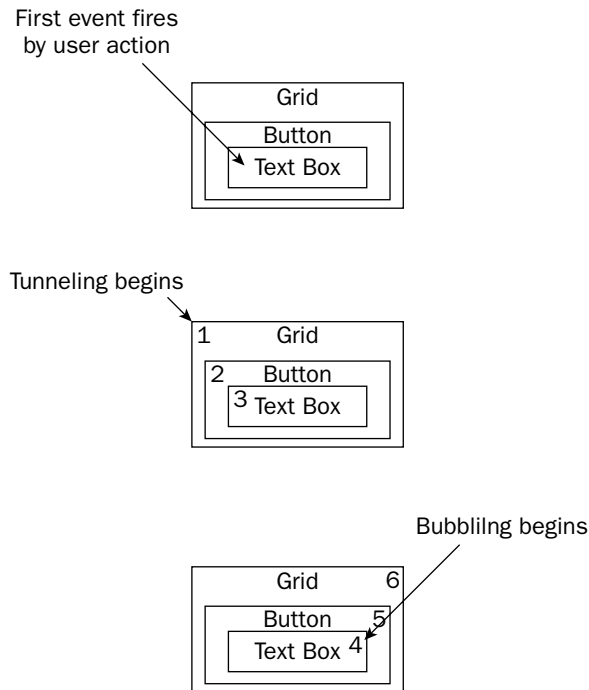 First event fires
by user action
Grid
Button
Text Box
Tunneling begins
1 Grid
2 Button
3 Text Box
Bubblilng begins
Grid 6
Button 5
Text Box 4